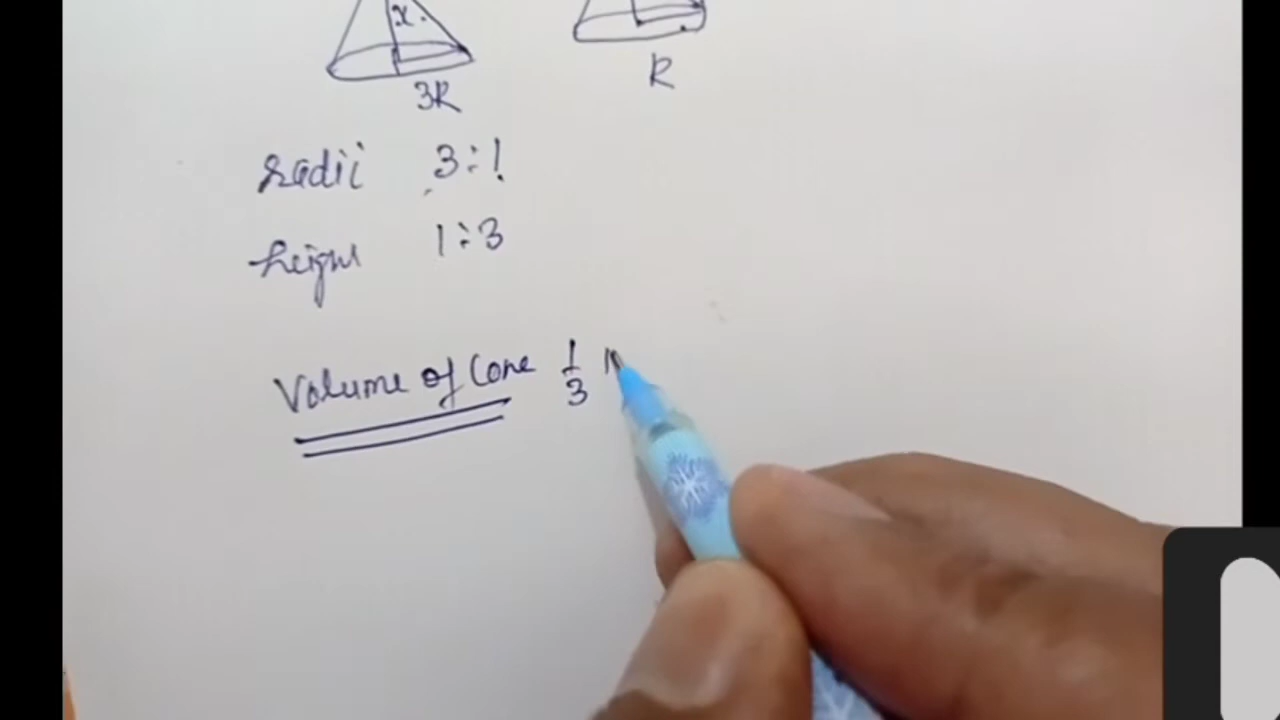 x.
3R
R
radii 3:1
height 1:3
Volume of Cone 1/3